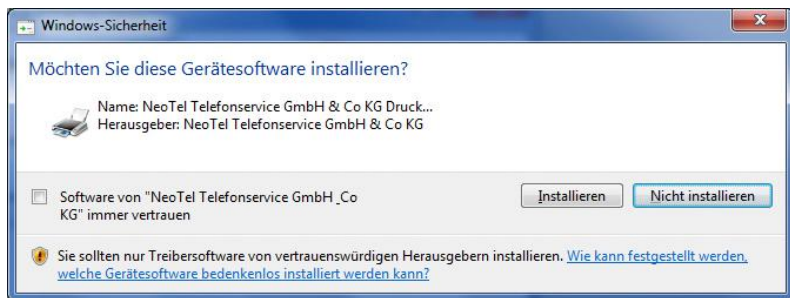 Windows-Sicherheit
Möchten Sie diese Gerätesoftware installieren?
Name: NeoTel Telefonservice GmbH & Co KG Druck...
Herausgeber: NeoTel Telefonservice GmbH & Co KG
Software von "NeoTel Telefonservice GmbH _Co
KG" immer vertrauen
Installieren
Nicht installieren
Sie sollten nur Treibersoftware von vertrauenswürdigen Herausgebern installieren. Wie kann festgestellt werden,
welche Gerätesoftware bedenkenlos installiert werden kann?